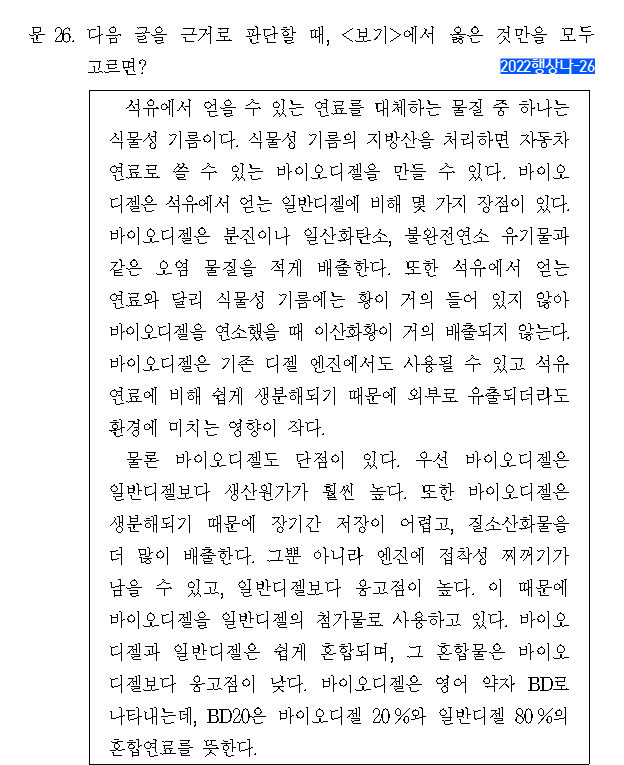 문 26. 다음 글을 근거로 판단할 때, <보기>에서 옳은 것만을 모두
고르면?
2022행상나-26
석유에서 얻을 수 있는 연료를 대체하는 물질 중 하나는
식물성 기름이다. 식물성 기름의 지방산을 처리하면 자동차
연료로 쓸 수 있는 바이오디젤을 만들 수 있다. 바이오
디젤은 석유에서 얻는 일반디젤에 비해 몇 가지 장점이 있다.
바이오디젤은 분진이나 일산화탄소, 불완전연소 유기물과
같은 오염 물질을 적게 배출한다. 또한 석유에서 얻는
연료와 달리 식물성 기름에는 황이 거의 들어 있지 않아
바이오디젤을 연소했을 때 이산화황이 거의 배출되지 않는다.
바이오디젤은 기존 디젤 엔진에서도 사용될 수 있고 석유
연료에 비해 쉽게 생분해되기 때문에 외부로 유출되더라도
환경에 미치는 영향이 작다.
물론 바이오디젤도 단점이 있다. 우선 바이오디젤은
일반디젤보다 생산원가가 훨씬 높다. 또한 바이오디젤은
생분해되기 때문에 장기간 저장이 어렵고, 질소산화물을
더 많이 배출한다. 그뿐 아니라 엔진에 접착성 찌꺼기가
남을 수 있고, 일반디젤보다 응고점이 높다. 이 때문에
바이오디젤을 일반디젤의 첨가물로 사용하고 있다. 바이오
디젤과 일반디젤은 쉽게 혼합되며, 그 혼합물은 바이오
디젤보다 응고점이 낮다. 바이오디젤은 영어 약자 BD로
나타내는데, BD20은 바이오디젤 20%와 일반디젤 80%의
혼합연료를 뜻한다.